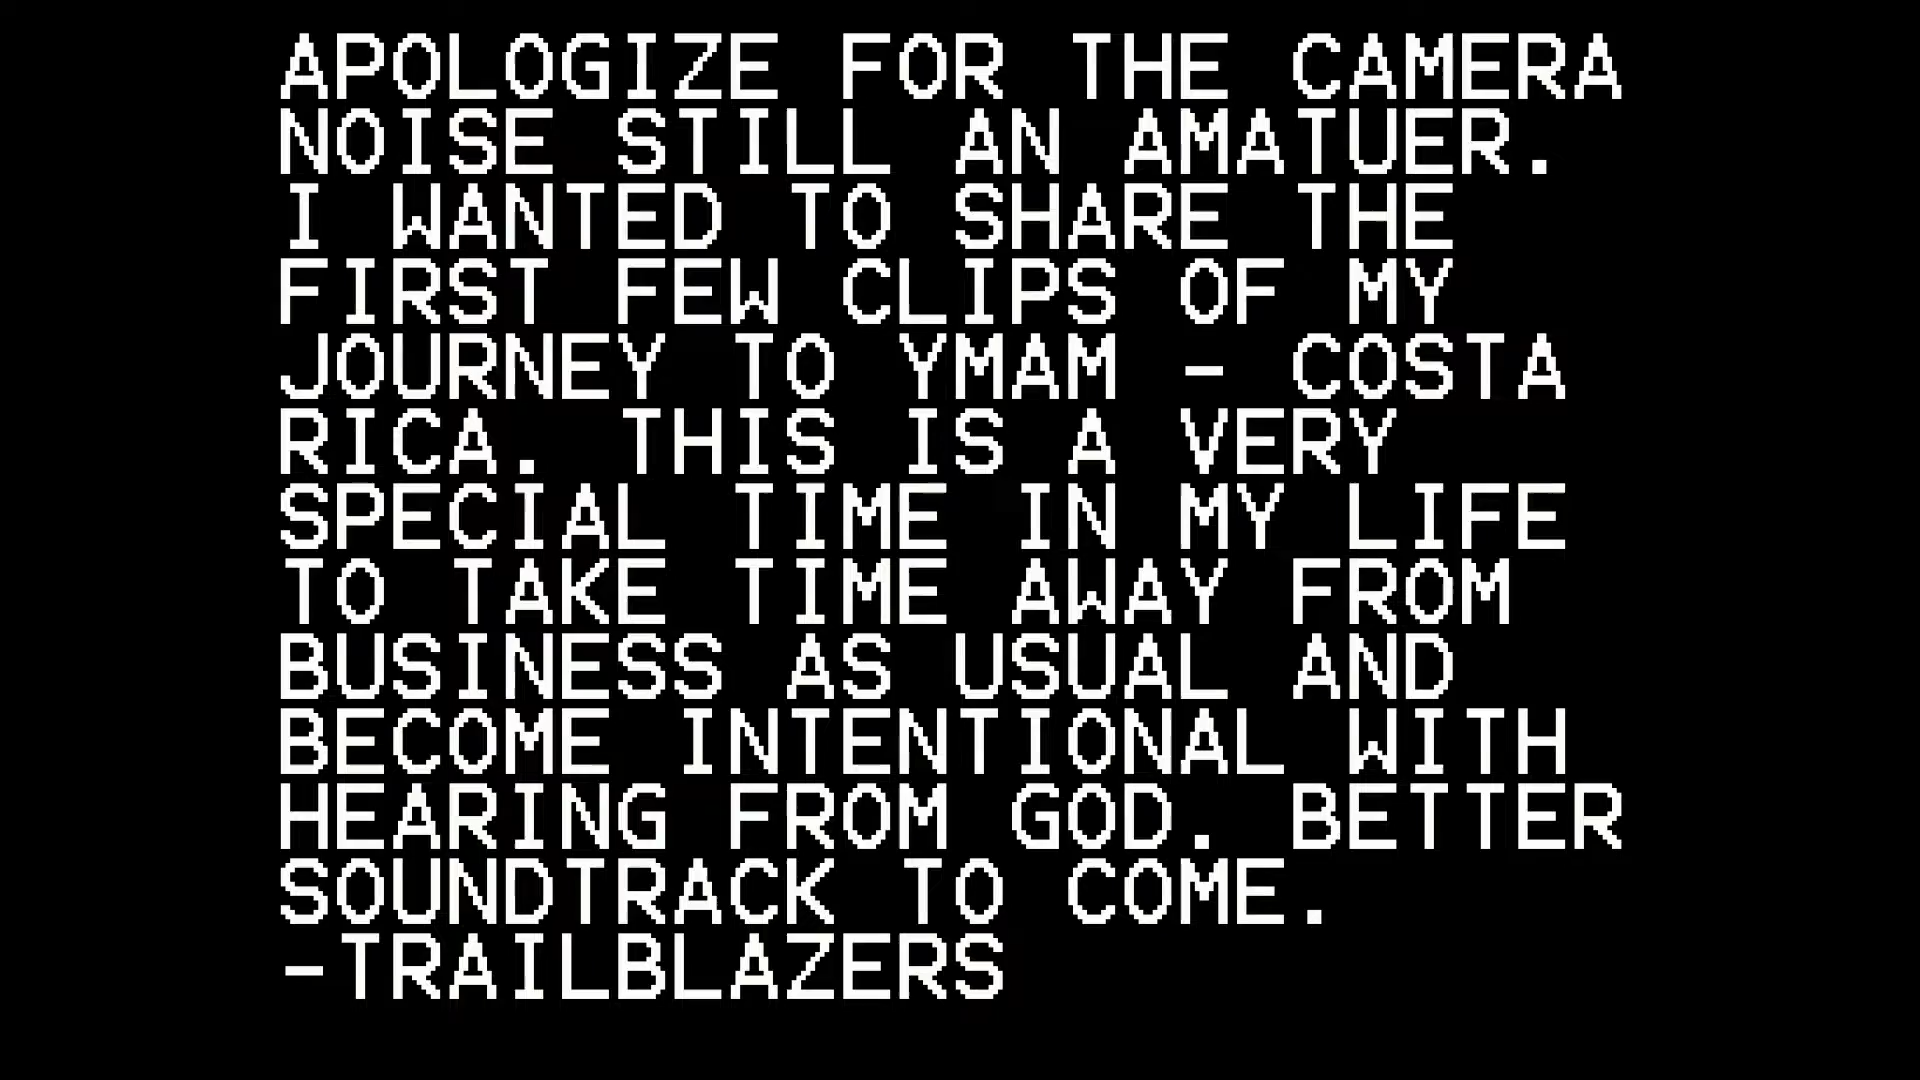 APOLOGIZE FOR THE CAMERA
NOISE STILL AN AMATUER.
I WANTED TO SHARE THE
FIRST FEW CLIPS OF MY
JOURNEY TO YMAM - COSTA
RICA. THIS IS A VERY
SPECIAL TIME IN MY LIFE
TO TAKE TIME AWAY FROM
BUSINESS AS USUAL AND
BECOME INTENTIONAL WITH
HEARING FROM GOD. BETTER
SOUNDTRACK TO COME.
-TRAILBLAZERS